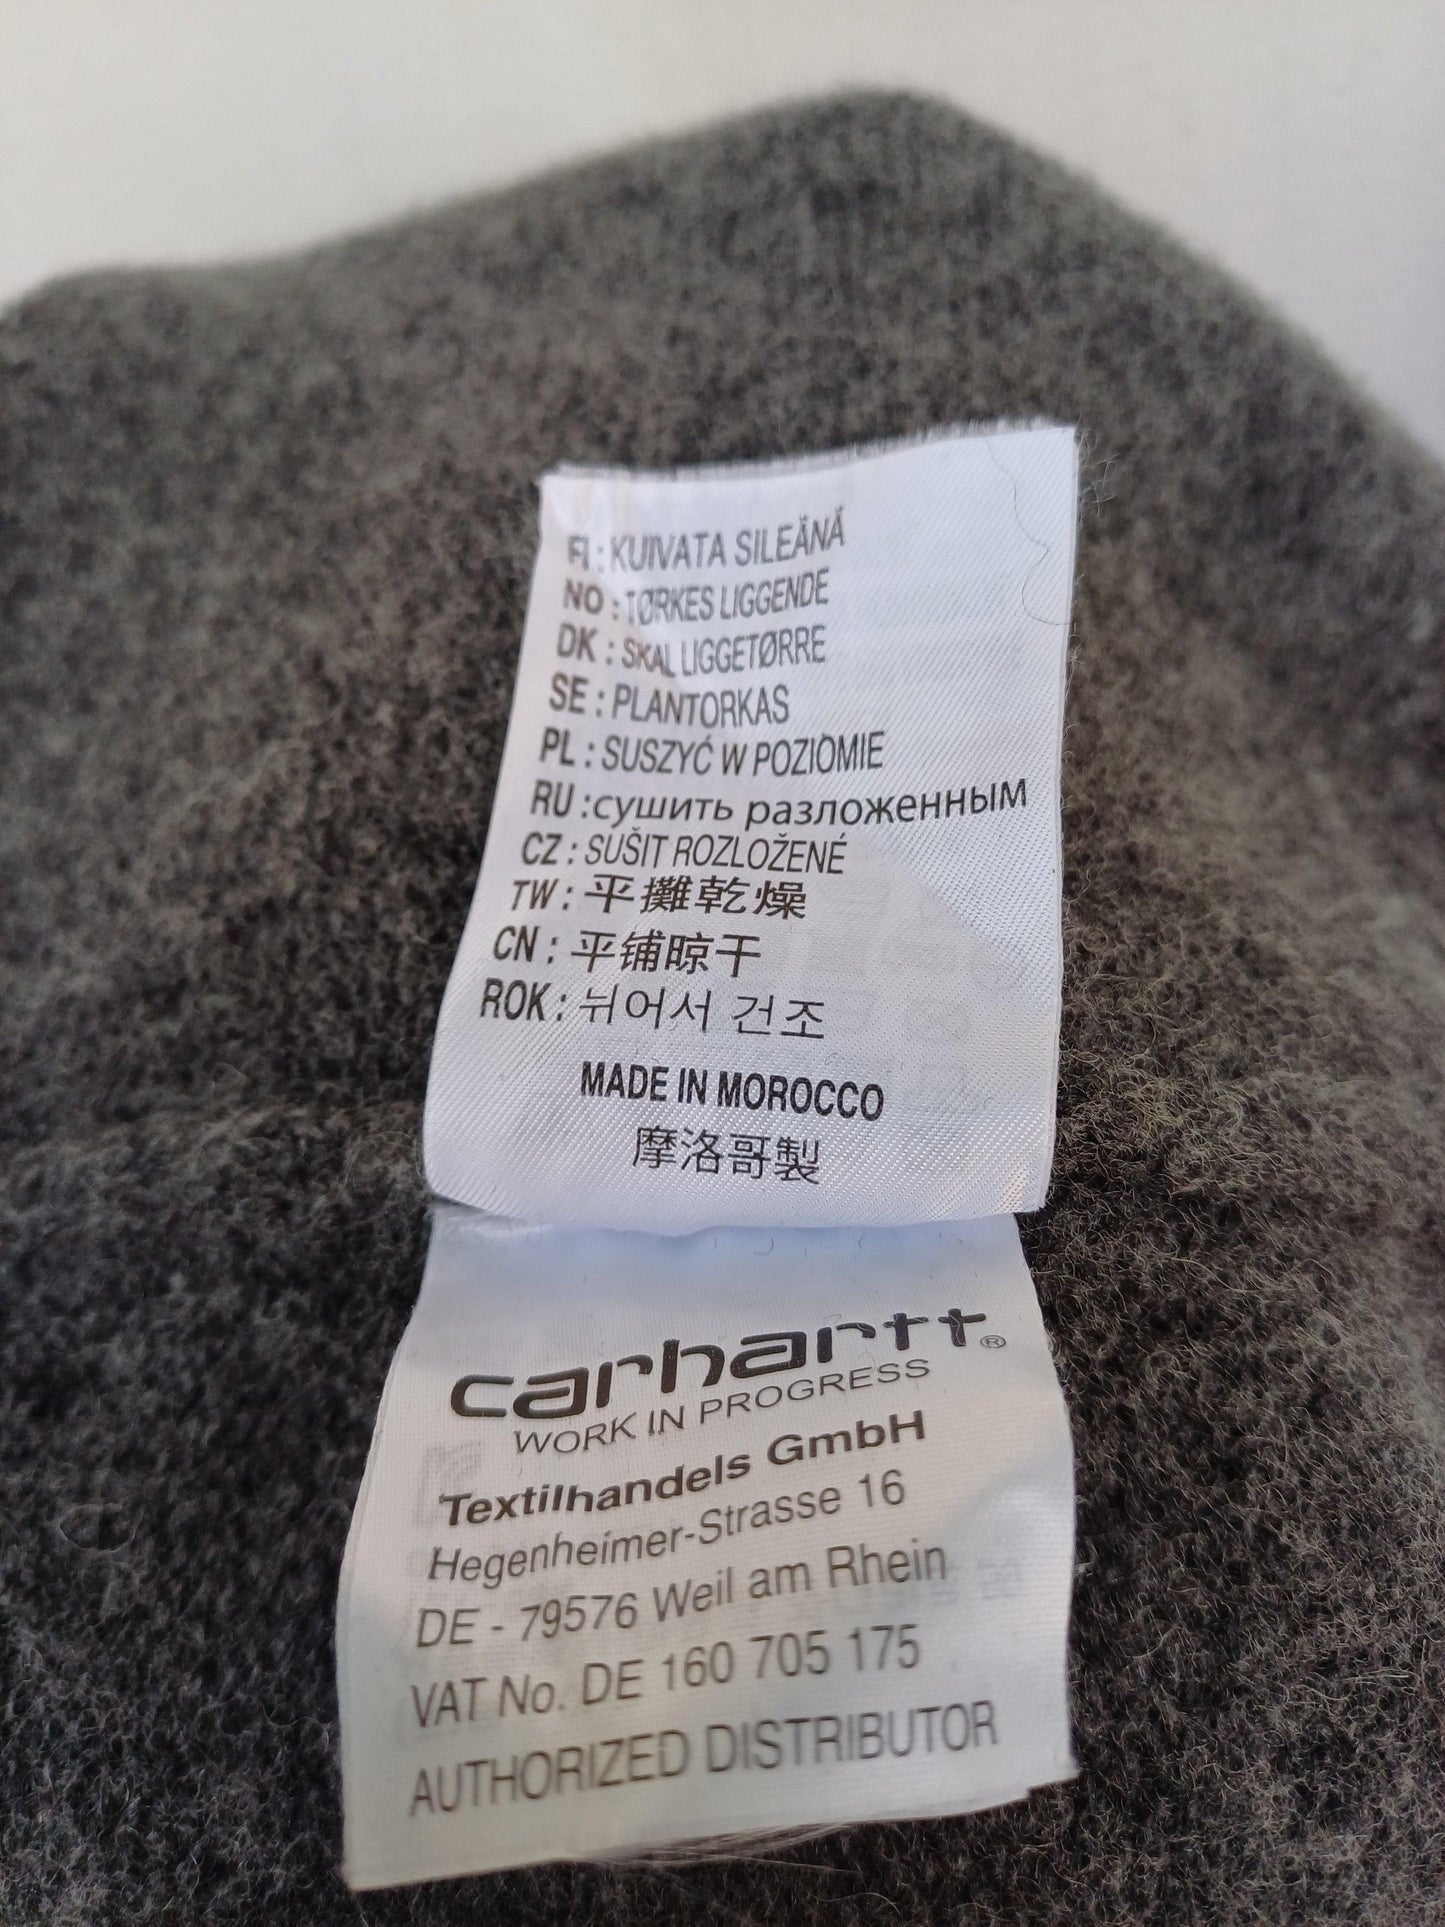 FI : KUIVATA SILEÄNÄ
NO : TØRKES LIGGENDE
DK : SKAL LIGGETØRRE
SE : PLANTORKAS
PL : SUSZYĆ W POZIOMIE
RU :сушить разложенным
CZ : SUŠIT ROZLOŽENÉ
TW : 平攤乾燥
CN : 平铺晾干
ROK : 뉘어서 건조
MADE IN MOROCCO
摩洛哥製
carhartt®
WORK IN PROGRESS
Textilhandels GmbH
Hegenheimer-Strasse 16
DE - 79576 Weil am Rhein
VAT No. DE 160 705 175
AUTHORIZED DISTRIBUTOR